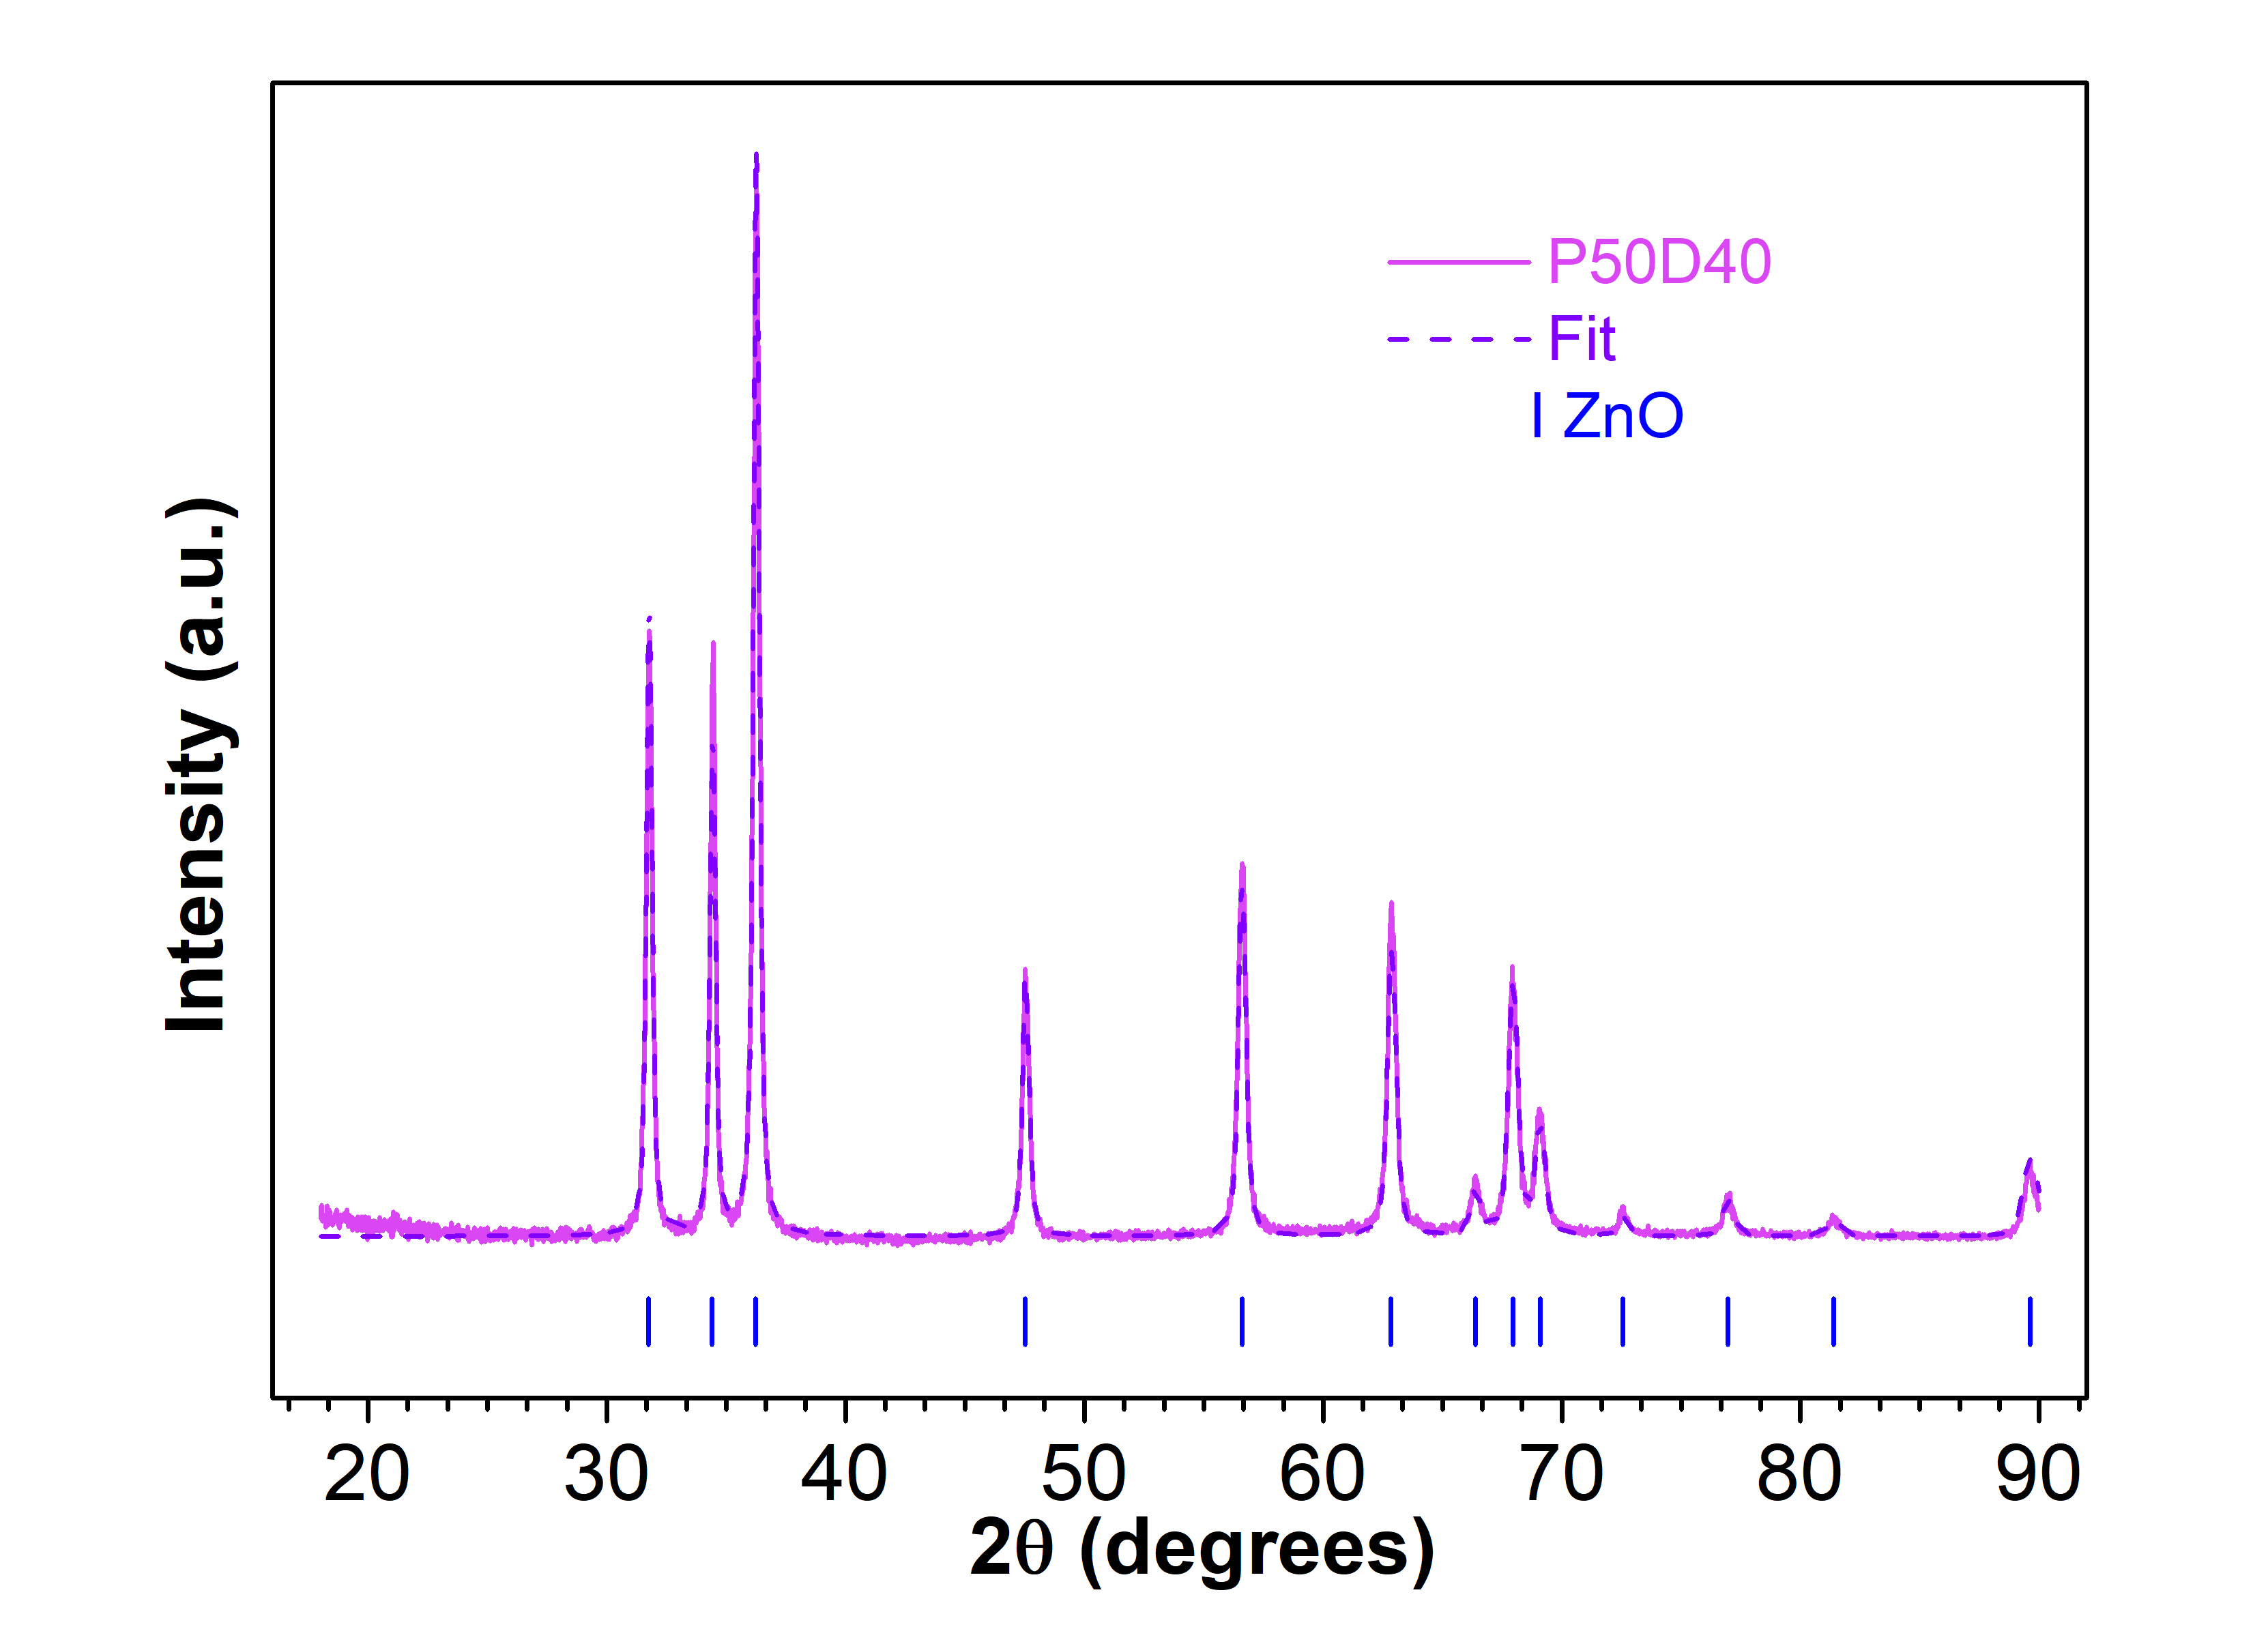 P50D40
Fit
I ZnO
Intensity (a.u.)
20 30 40 50 60 70 80 90
2θ (degrees)